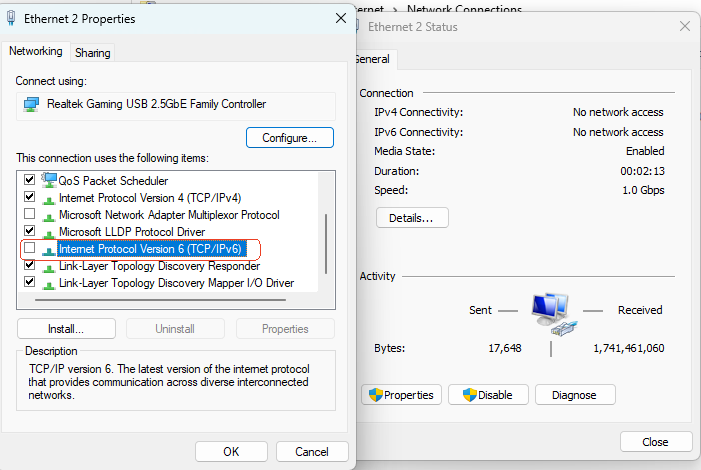 Ethernet 2 Properties
Networking
Sharing
Connect using:
Realtek Gaming USB 2.5GbE Family Controller
Configure...
This connection uses the following items:
QoS Packet Scheduler
Internet Protocol Version 4 (TCP/IPv4)
Microsoft Network Adapter Multiplexor Protocol
Microsoft LLDP Protocol Driver
Internet Protocol Version 6 (TCP/IPv6)
Link-Layer Topology Discovery Responder
Link-Layer Topology Discovery Mapper I/O Driver
Install...
Uninstall
Properties
Description
TCP/IP version 6. The latest version of the internet protocol
that provides communication across diverse interconnected
networks.
OK
Cancel
Network Connections
Ethernet 2 Status
General
Connection
IPv4 Connectivity:
No network access
IPv6 Connectivity:
No network access
Media State:
Enabled
Duration:
00:02:13
Speed:
1.0 Gbps
Details...
Activity
Sent
Received
Bytes:
17,648
1,741,461,060
Properties
Disable
Diagnose
Close